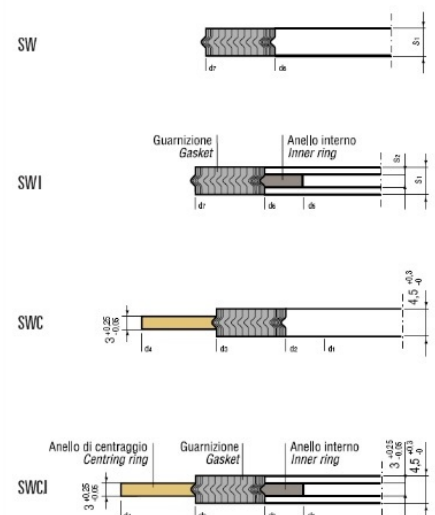 SW
d7
d6
S1
Guarnizione
Gasket
Anello interno
Inner ring
SWI
d7
d6
d5
S2
S1
SWC
3 +0.25 -0.05
d4
d3
d2
d1
4,5 +0,3 -0
Anello di centraggio
Centring ring
Guarnizione
Gasket
Anello interno
Inner ring
SWCI
3 +0.25 -0.05
3 +0.25 -0.05
4,5 +0,3 -0